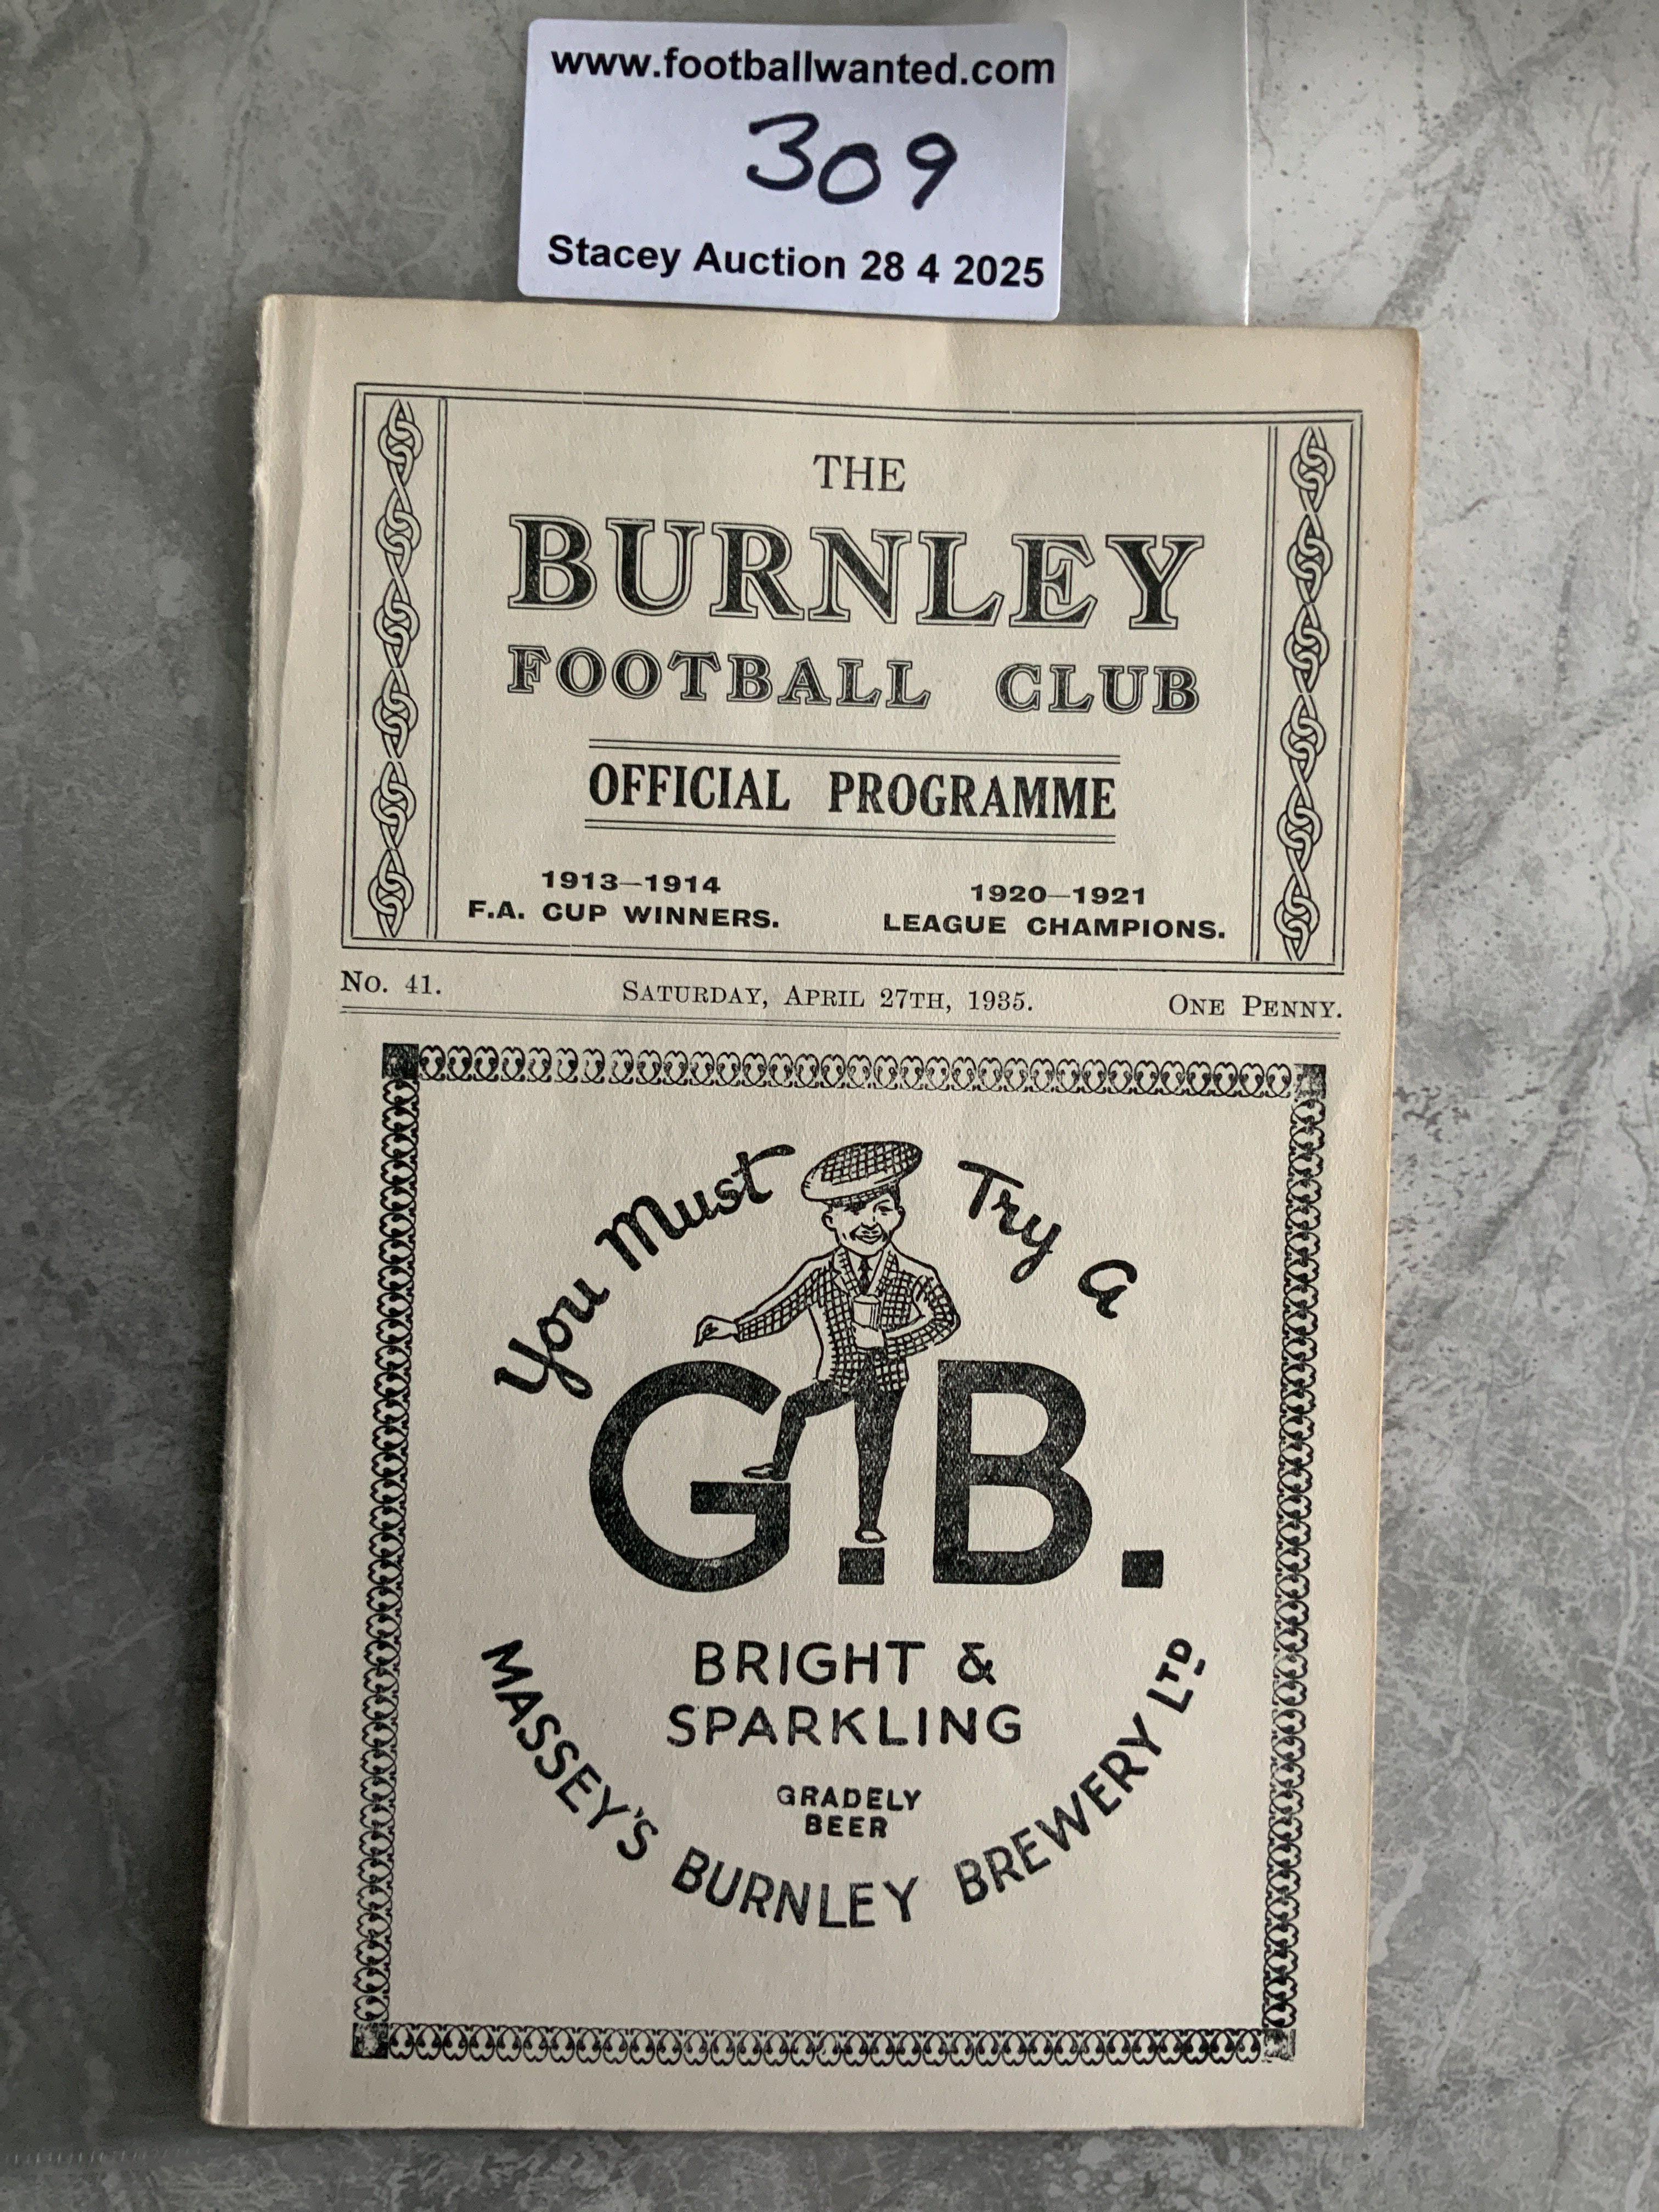 www.footballwanted.com
309
Stacey Auction 28 4 2025
THE
BURNLEY
FOOTBALL CLUB
OFFICIAL PROGRAMME
1913—1914
F.A. CUP WINNERS.
1920—1921
LEAGUE CHAMPIONS.
No. 41. SATURDAY, APRIL 27TH, 1935. ONE PENNY.
You Must Try A
G.B.
BRIGHT &
SPARKLING
GRADELY
BEER
MASSEY'S BURNLEY BREWERY LTD